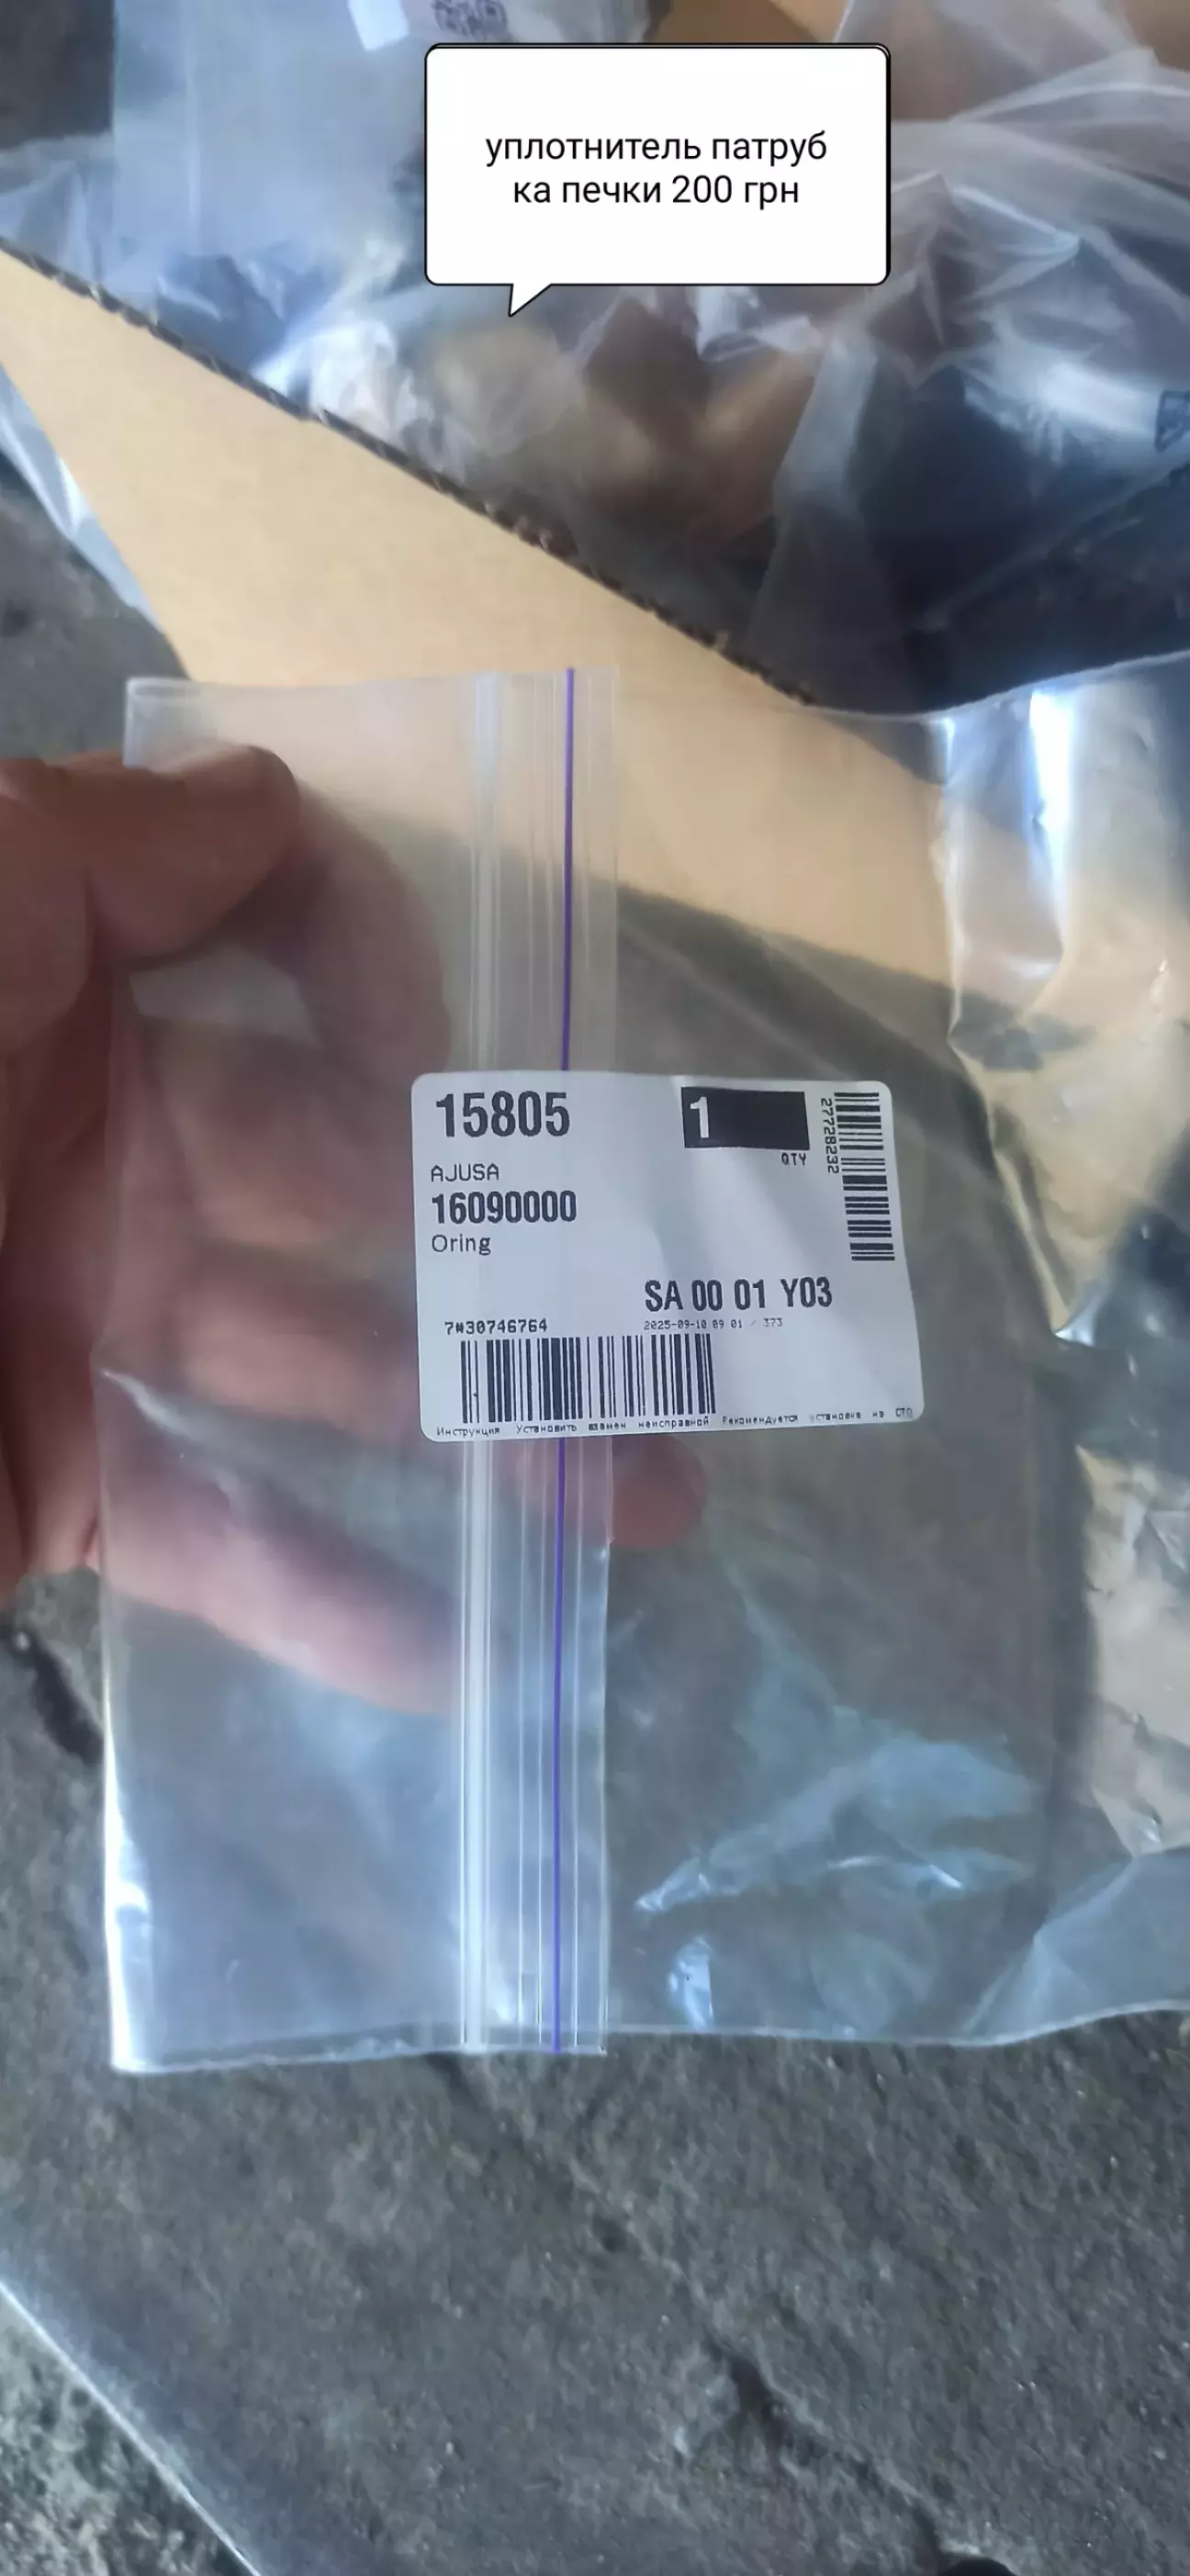 уплотнитель патруб
ка печки 200 грн
15805
1
QTY
27728232
AJUSA
16090000
Oring
SA 00 01 Y03
7#30746764
2025-09-10 09 01 / 373
Инструкция Установить взамен неисправной Рекомендуется установка на СТО